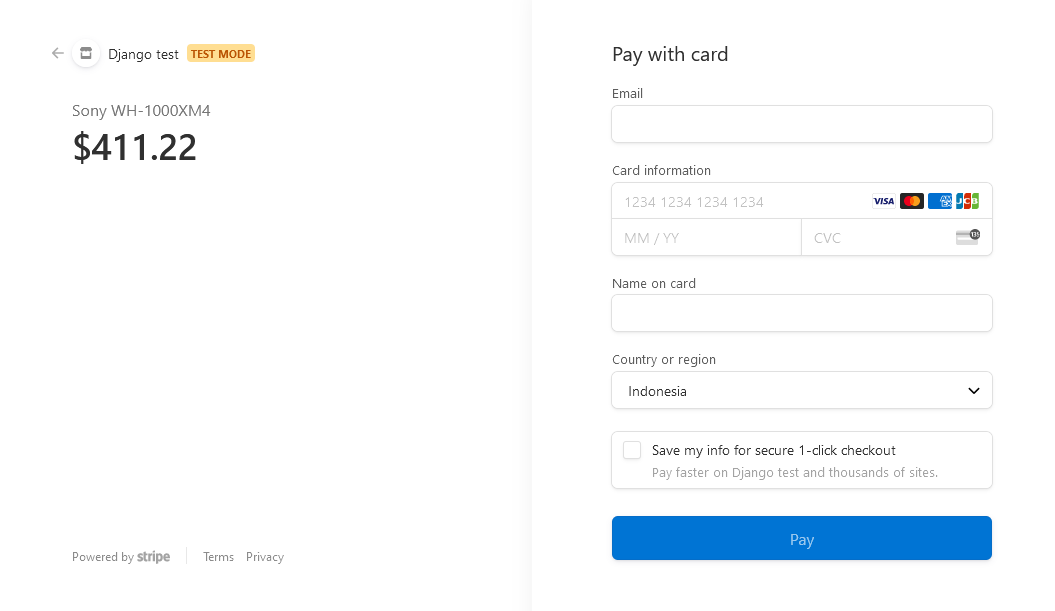 Django test TEST MODE
Sony WH-1000XM4
$411.22
Powered by stripe Terms Privacy
Pay with card
Email
Card information
1234 1234 1234 1234 VISA AMEX JCB
MM / YY CVC 135
Name on card
Country or region
Indonesia
Save my info for secure 1-click checkout
Pay faster on Django test and thousands of sites.
Pay